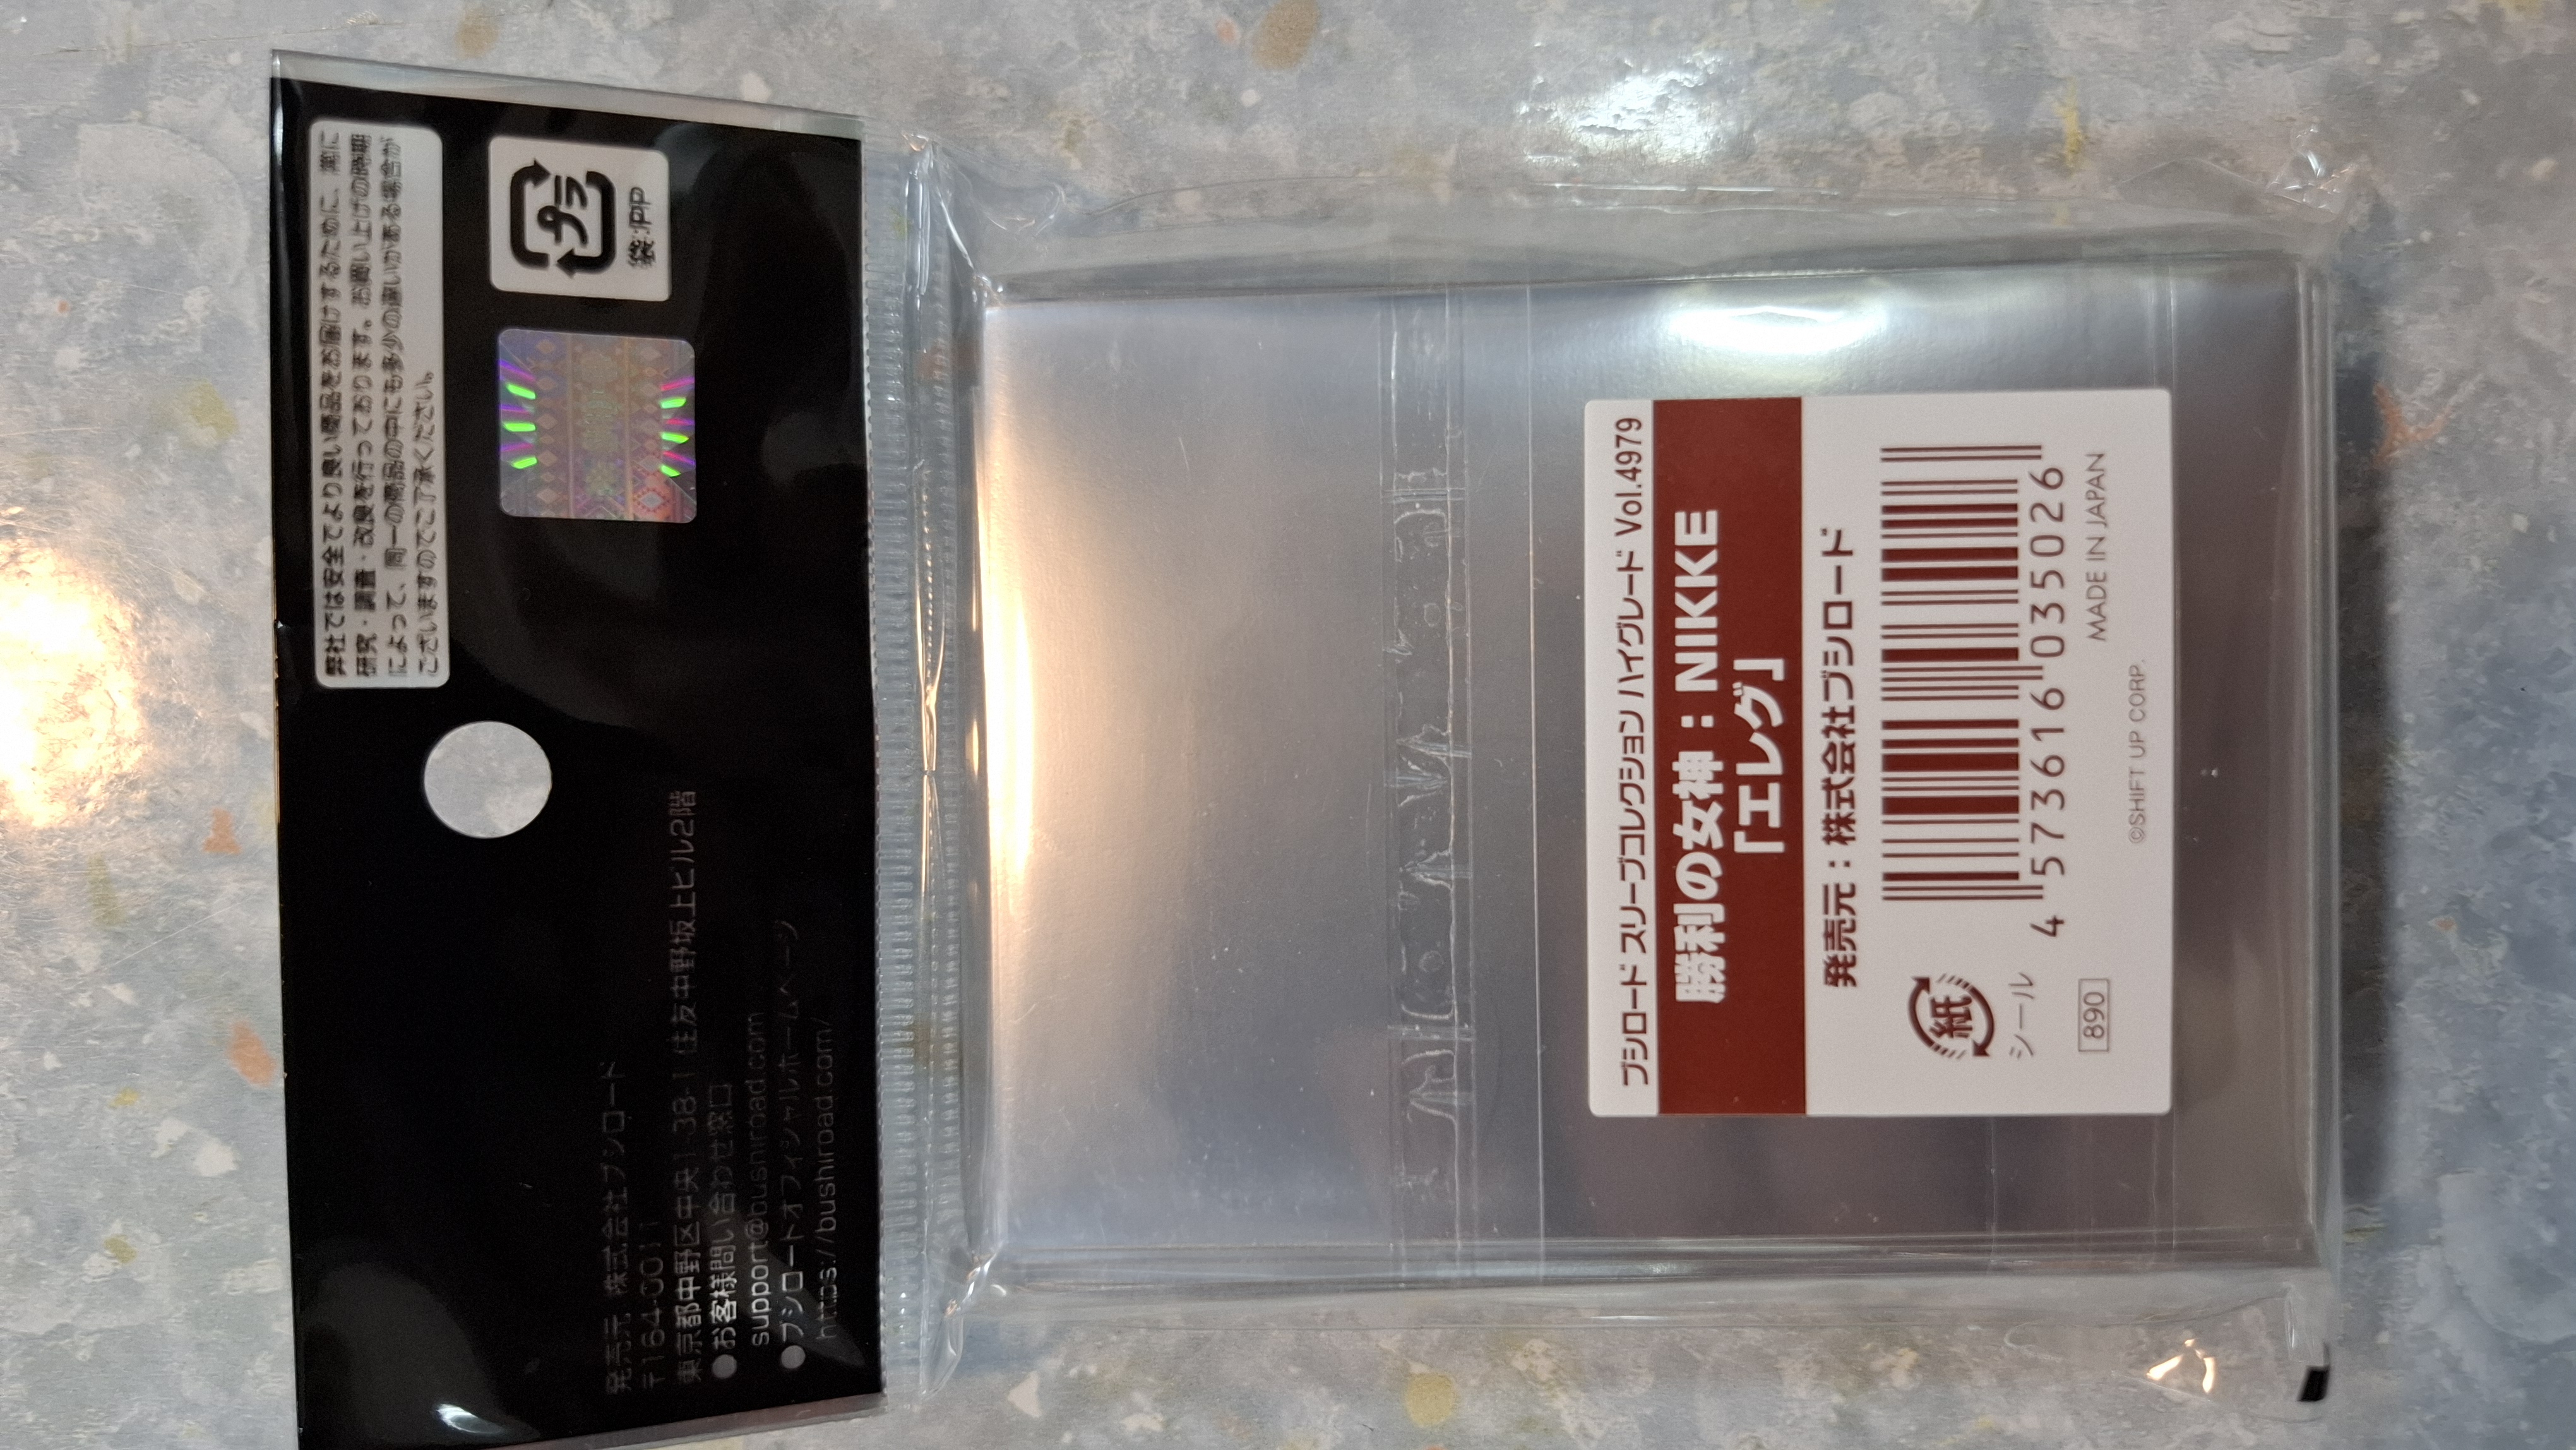 弊社では安全でより良い商品をお届けするために、常に
研究・調査・改良を行っております。お買い上げの時期
によって、同一の商品の中にも多少の違いがある場合が
ございますのでご了承ください。
プラ
袋:PP
発売元 株式会社ブシロード
〒164-0011
東京都中野区中央1-38-1 住友中野坂上ビル2階
●お客様問い合わせ窓口
support@bushiroad.com
●ブシロードオフィシャルホームページ
https://bushiroad.com/
ブシロード スリーブコレクション ハイグレード Vol.4979
勝利の女神：NIKKE
「エレグ」
発売元：株式会社ブシロード
紙
シール
4 573616 035026
890
MADE IN JAPAN
©SHIFT UP CORP.